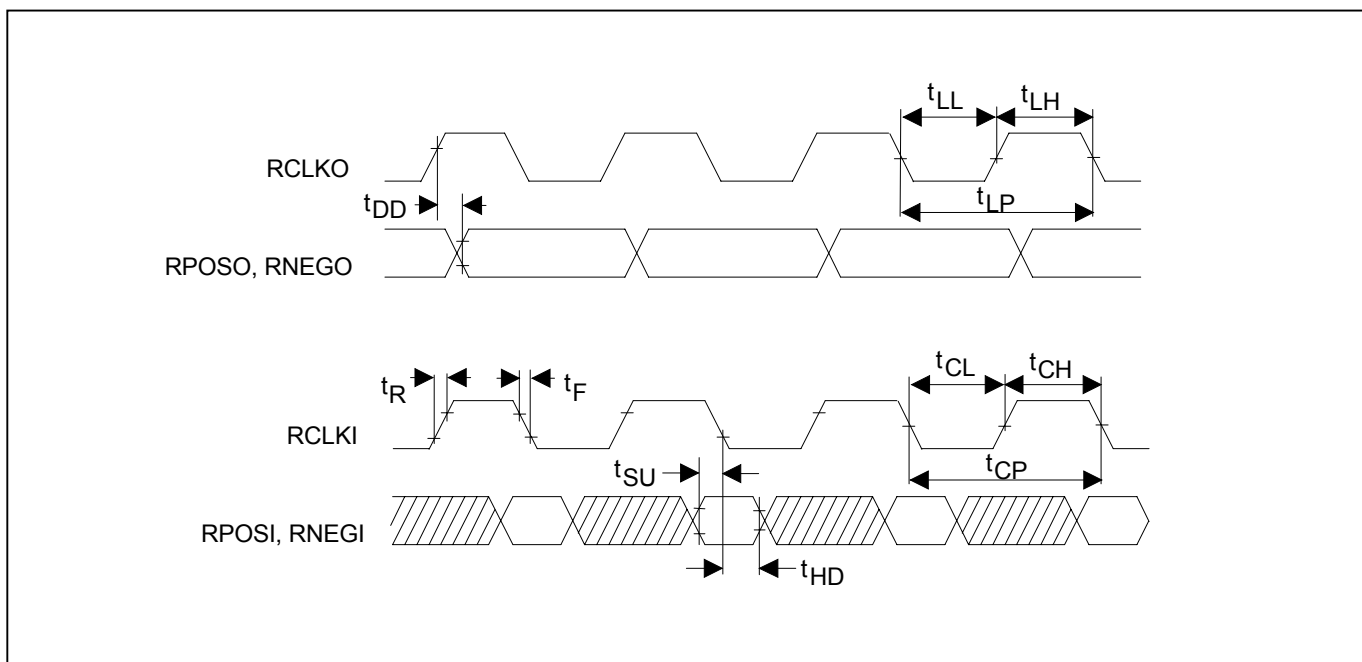 tLL
tLH
RCLKO
tDD
tLP
RPOSO, RNEGO
tCL
tCH
tR
tF
RCLKI
tSU
tCP
RPOSI, RNEGI
tHD